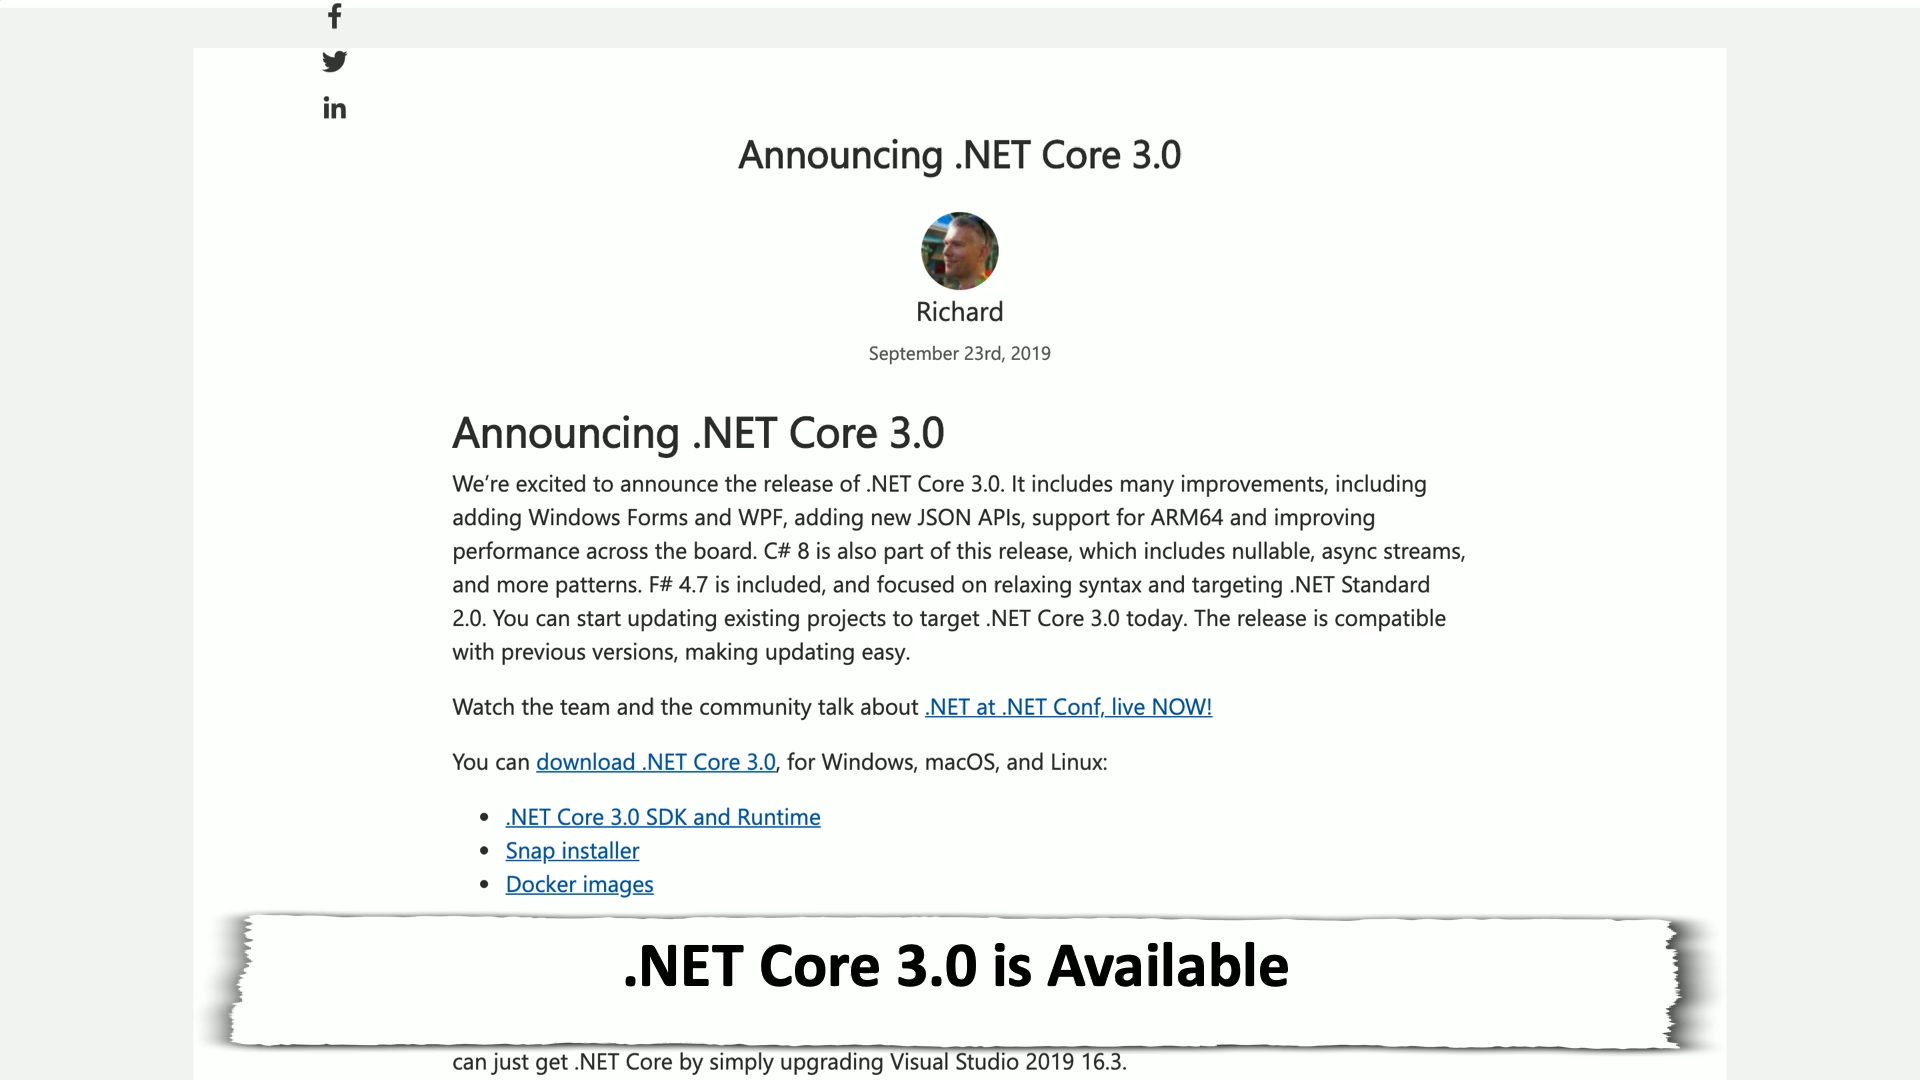 Announcing .NET Core 3.0
Richard
September 23rd, 2019
Announcing .NET Core 3.0
We’re excited to announce the release of .NET Core 3.0. It includes many improvements, including
adding Windows Forms and WPF, adding new JSON APIs, support for ARM64 and improving
performance across the board. C# 8 is also part of this release, which includes nullable, async streams,
and more patterns. F# 4.7 is included, and focused on relaxing syntax and targeting .NET Standard
2.0. You can start updating existing projects to target .NET Core 3.0 today. The release is compatible
with previous versions, making updating easy.
Watch the team and the community talk about .NET at .NET Conf, live NOW!
You can download .NET Core 3.0, for Windows, macOS, and Linux:
• .NET Core 3.0 SDK and Runtime
• Snap installer
• Docker images
.NET Core 3.0 is Available
can just get .NET Core by simply upgrading Visual Studio 2019 16.3.